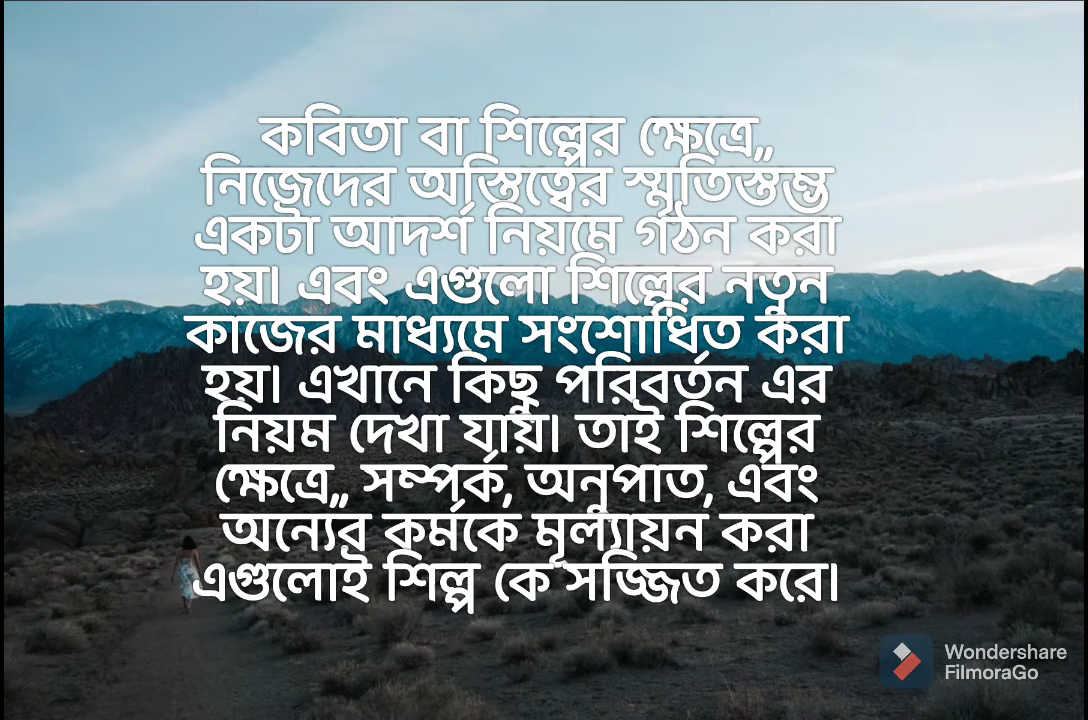 কবিতা বা শিল্পের ক্ষেত্রে,,
নিজেদের অস্তিত্বের স্মৃতিস্তম্ভ
একটা আদর্শ নিয়মে গঠন করা
হয়। এবং এগুলো শিল্পের নতুন
কাজের মাধ্যমে সংশোধিত করা
হয়। এখানে কিছু পরিবর্তন এর
নিয়ম দেখা যায়। তাই শিল্পের
ক্ষেত্রে,, সম্পর্ক, অনুপাত, এবং
অন্যের কর্মকে মূল্যায়ন করা
এগুলোই শিল্প কে সজ্জিত করে।
Wondershare
FilmoraGo